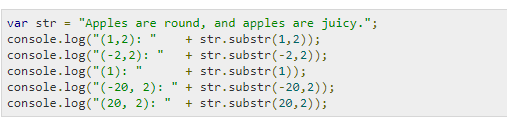 var str = "Apples are round, and apples are juicy.";
console.log("(1,2): "    + str.substr(1,2));
console.log("(-2,2): "   + str.substr(-2,2));
console.log("(1): "      + str.substr(1));
console.log("(-20, 2): " + str.substr(-20,2));
console.log("(20, 2): "  + str.substr(20,2));